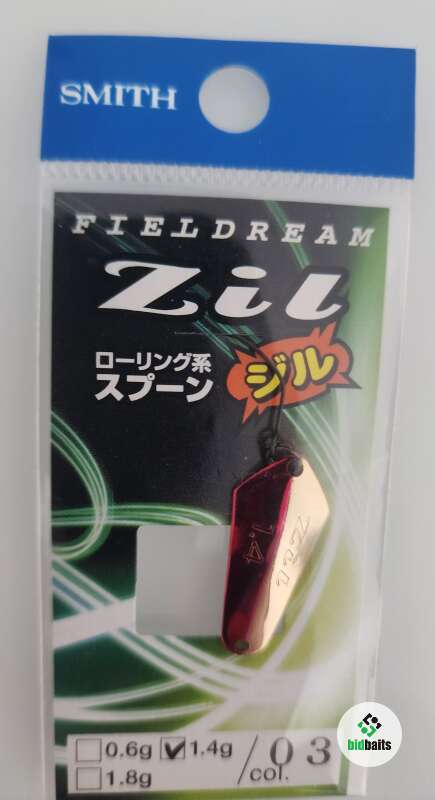 SMITH
FIELDREAM
Zil
ローリング系
スプーン
ジル
1.4
Zil
0.6g 1.4g /03
1.8g col.
bidbaits